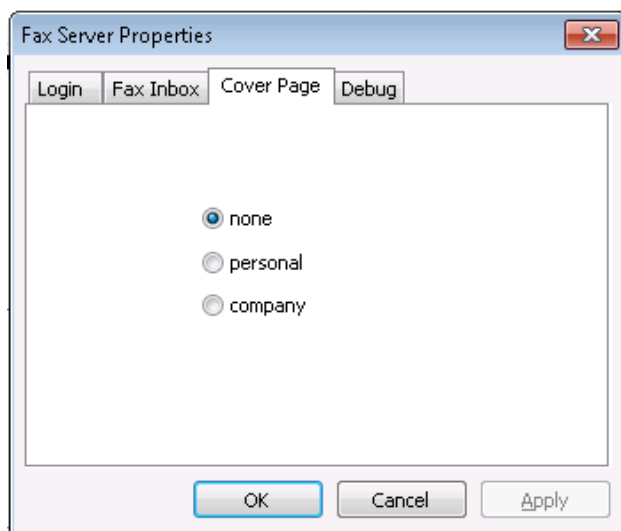 Fax Server Properties
Login Fax Inbox Cover Page Debug
none
personal
company
OK Cancel Apply